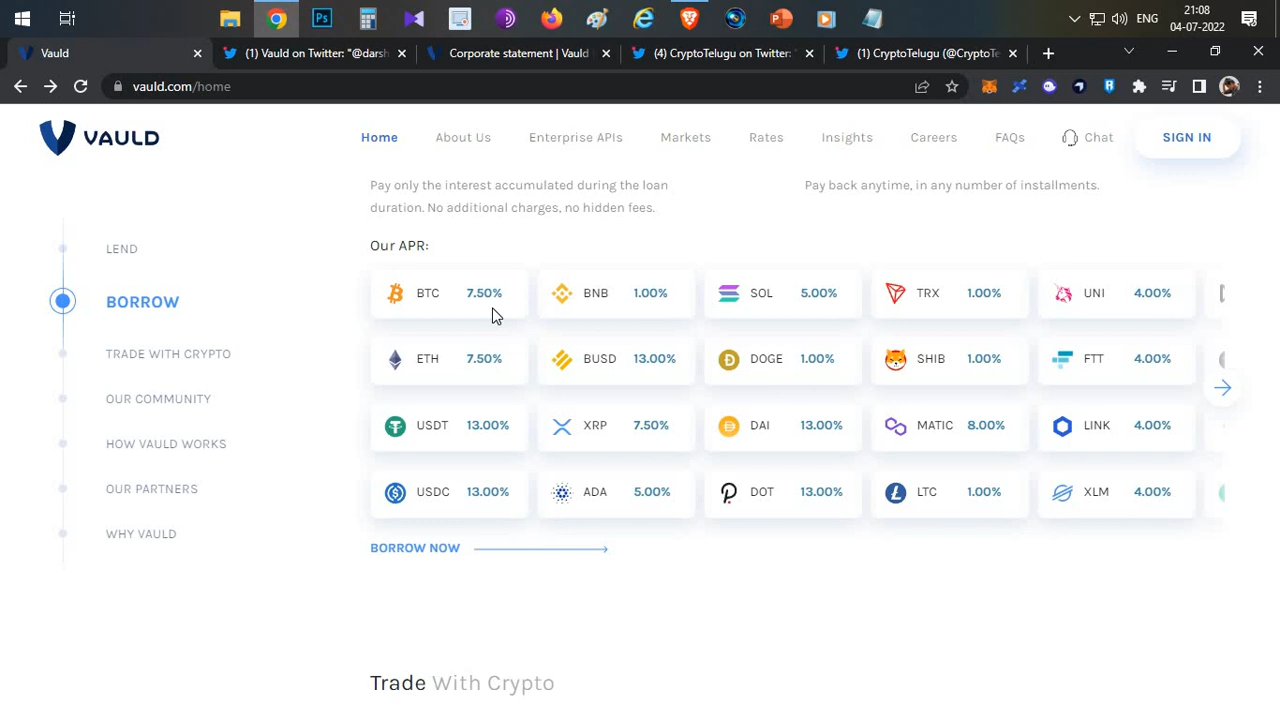 21:08
ENG
04-07-2022
Vauld
(1) Vauld on Twitter: "@darsh
Corporate statement | Vauld
(4) CryptoTelugu on Twitter:
(1) CryptoTelugu (@CryptoTe
vauld.com/home
VAULD
Home
About Us
Enterprise APIs
Markets
Rates
Insights
Careers
FAQs
Chat
SIGN IN
LEND
BORROW
TRADE WITH CRYPTO
OUR COMMUNITY
HOW VAULD WORKS
OUR PARTNERS
WHY VAULD
Pay only the interest accumulated during the loan
duration. No additional charges, no hidden fees.
Pay back anytime, in any number of installments.
Our APR:
BTC 7.50%
BNB 1.00%
SOL 5.00%
TRX 1.00%
UNI 4.00%
ETH 7.50%
BUSD 13.00%
DOGE 1.00%
SHIB 1.00%
FTT 4.00%
USDT 13.00%
XRP 7.50%
DAI 13.00%
MATIC 8.00%
LINK 4.00%
USDC 13.00%
ADA 5.00%
DOT 13.00%
LTC 1.00%
XLM 4.00%
BORROW NOW
Trade With Crypto